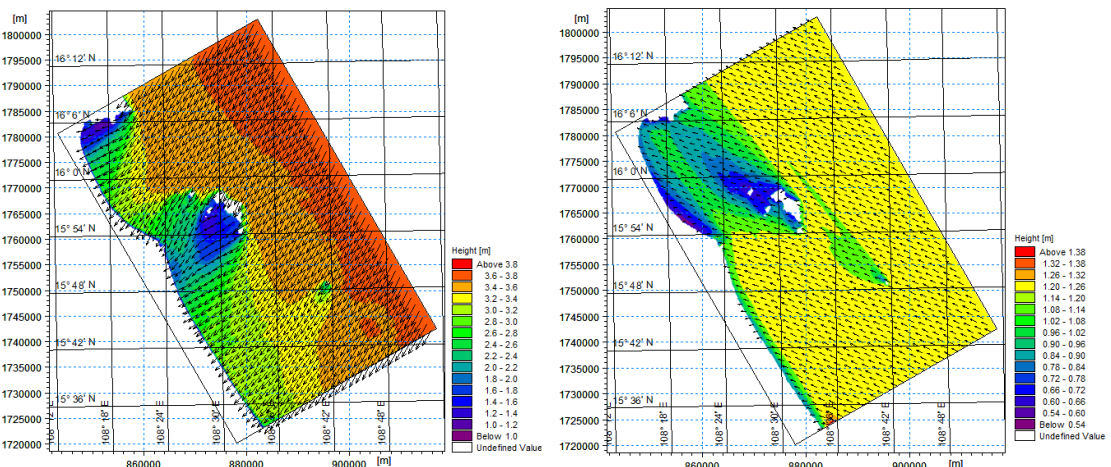 [m]
1800000
1795000
1790000
1785000
1780000
1775000
1770000
1765000
1760000
1755000
1750000
1745000
1740000
1735000
1730000
1725000
1720000
16°12' N
16°6' N
16°0' N
15°54' N
15°48' N
15°42' N
15°36' N
108°18' E
108°24' E
108°30' E
108°42' E
108°48' E
860000
880000
900000
[m]
Height [m]
Above 3.8
3.6 - 3.8
3.4 - 3.6
3.2 - 3.4
3.0 - 3.2
2.8 - 3.0
2.6 - 2.8
2.4 - 2.6
2.2 - 2.4
2.0 - 2.2
1.8 - 2.0
1.6 - 1.8
1.4 - 1.6
1.2 - 1.4
1.0 - 1.2
Below 1.0
Undefined Value
[m]
1800000
1795000
1790000
1785000
1780000
1775000
1770000
1765000
1760000
1755000
1750000
1745000
1740000
1735000
1730000
1725000
1720000
16°12' N
16°6' N
16°0' N
15°54' N
15°48' N
15°42' N
15°36' N
108°18' E
108°24' E
108°30' E
108°42' E
108°48' E
860000
880000
900000
[m]
Height [m]
Above 1.38
1.32 - 1.38
1.26 - 1.32
1.20 - 1.26
1.14 - 1.20
1.08 - 1.14
1.02 - 1.08
0.96 - 1.02
0.90 - 0.96
0.84 - 0.90
0.78 - 0.84
0.72 - 0.78
0.66 - 0.72
0.60 - 0.66
0.54 - 0.60
Below 0.54
Undefined Value